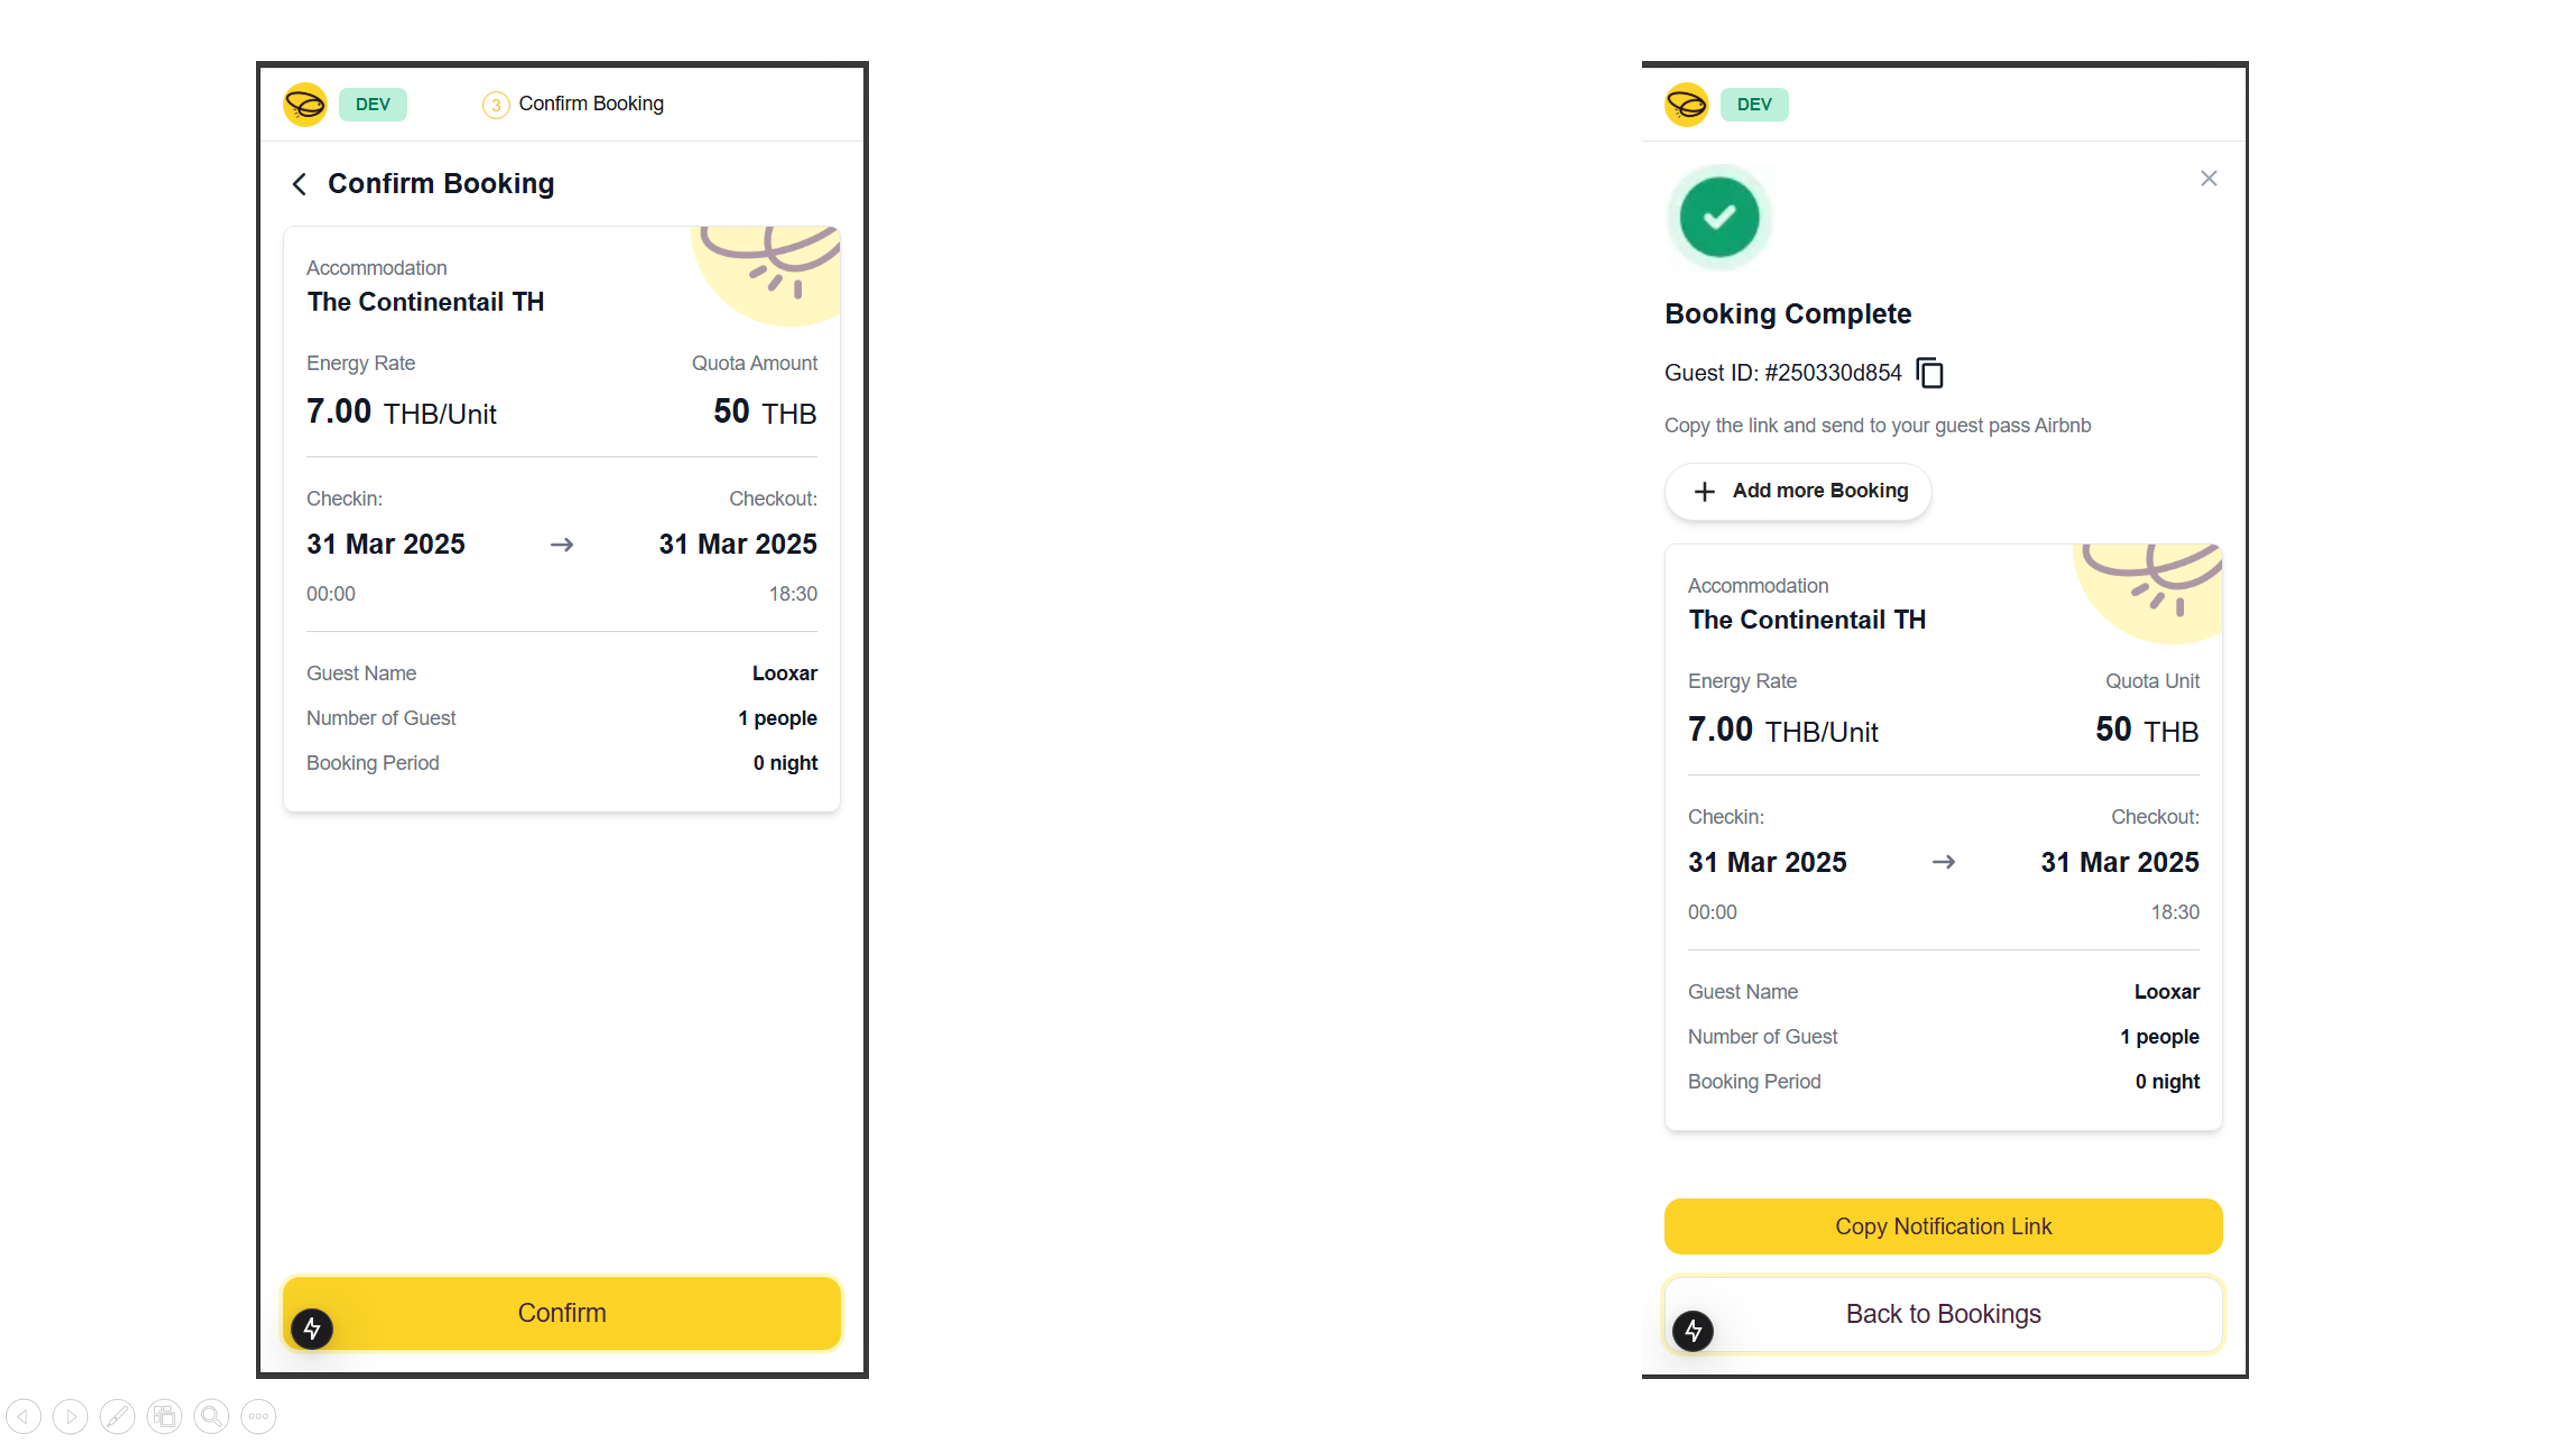 DEV
3 Confirm Booking
Confirm Booking
Accommodation
The Continentail TH
Energy Rate Quota Amount
7.00 THB/Unit 50 THB
Checkin: Checkout:
31 Mar 2025 → 31 Mar 2025
00:00 18:30
Guest Name Looxar
Number of Guest 1 people
Booking Period 0 night
Confirm
DEV
Booking Complete
Guest ID: #250330d854
Copy the link and send to your guest pass Airbnb
+ Add more Booking
Accommodation
The Continentail TH
Energy Rate Quota Unit
7.00 THB/Unit 50 THB
Checkin: Checkout:
31 Mar 2025 → 31 Mar 2025
00:00 18:30
Guest Name Looxar
Number of Guest 1 people
Booking Period 0 night
Copy Notification Link
Back to Bookings